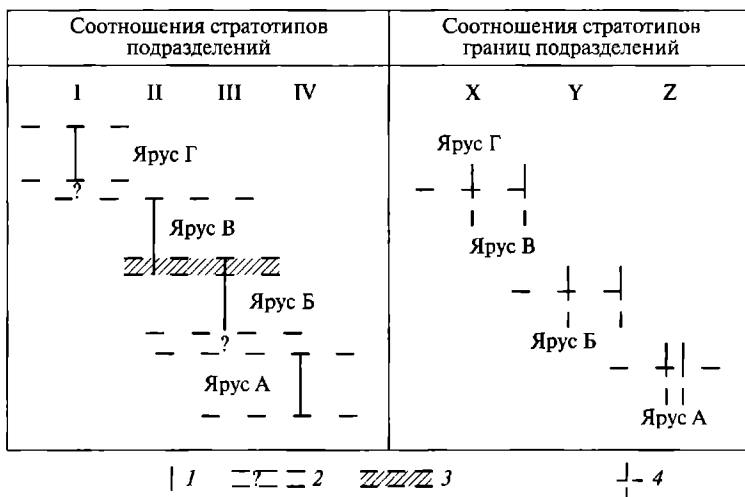 Соотношения стратотипов
подразделений
Соотношения стратотипов
границ подразделений
I II III IV
X Y Z
Ярус Г
?
Ярус В
Ярус Б
?
Ярус А
Ярус Г
Ярус В
Ярус Б
Ярус А
1 ? 2 3 4